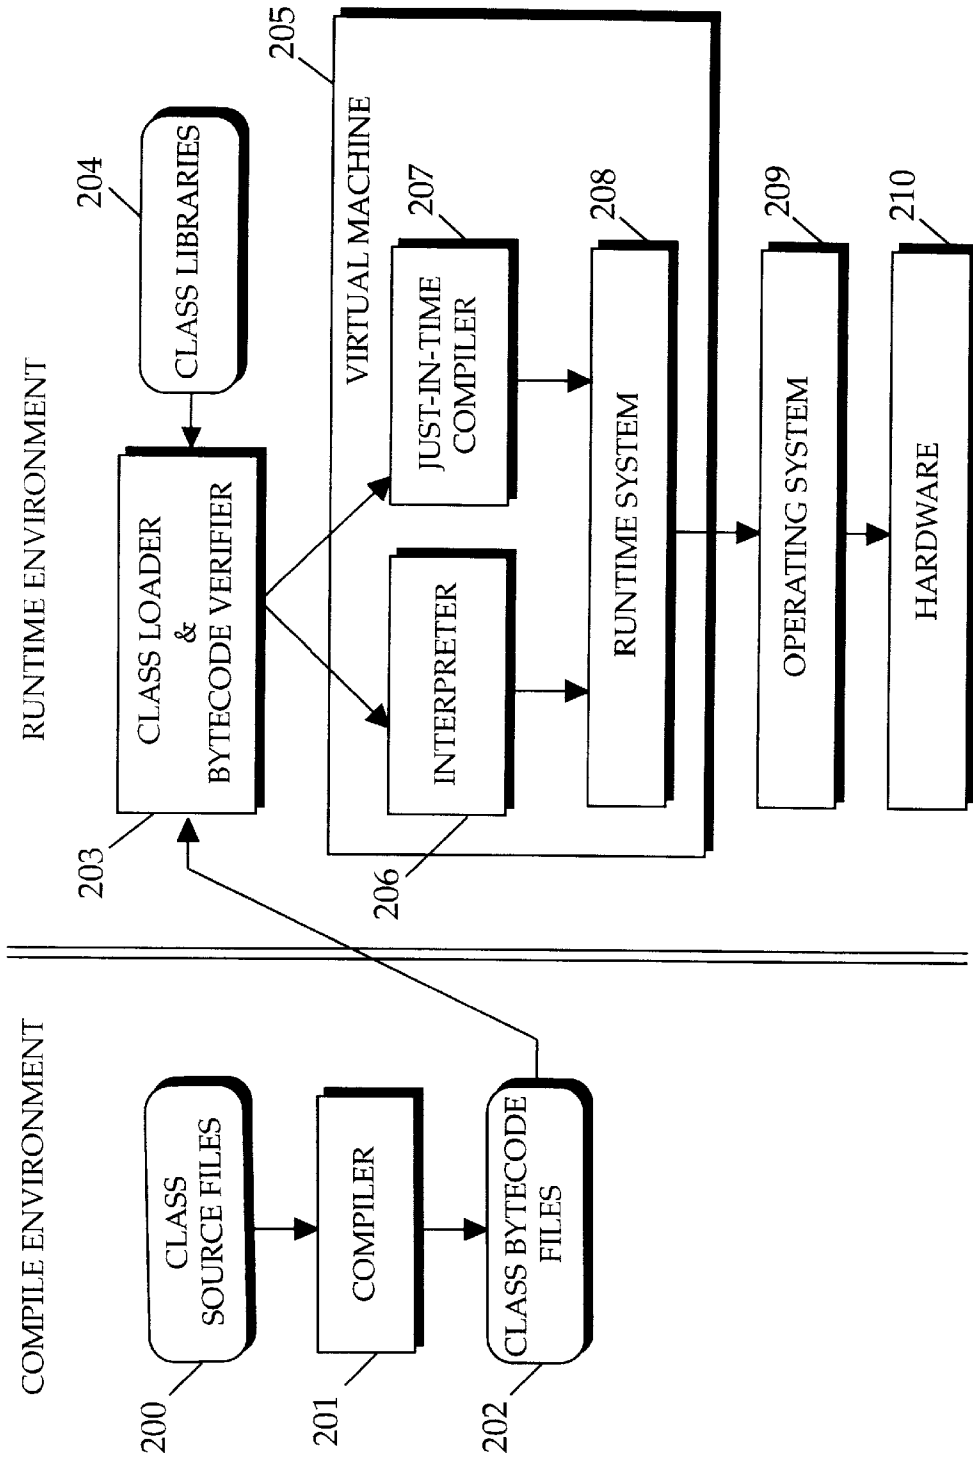 COMPILE ENVIRONMENT
200
CLASS
SOURCE FILES
201
COMPILER
202
CLASS BYTECODE
FILES
RUNTIME ENVIRONMENT
203
CLASS LOADER
&
BYTECODE VERIFIER
204
CLASS LIBRARIES
205
VIRTUAL MACHINE
206
INTERPRETER
207
JUST-IN-TIME
COMPILER
208
RUNTIME SYSTEM
209
OPERATING SYSTEM
210
HARDWARE